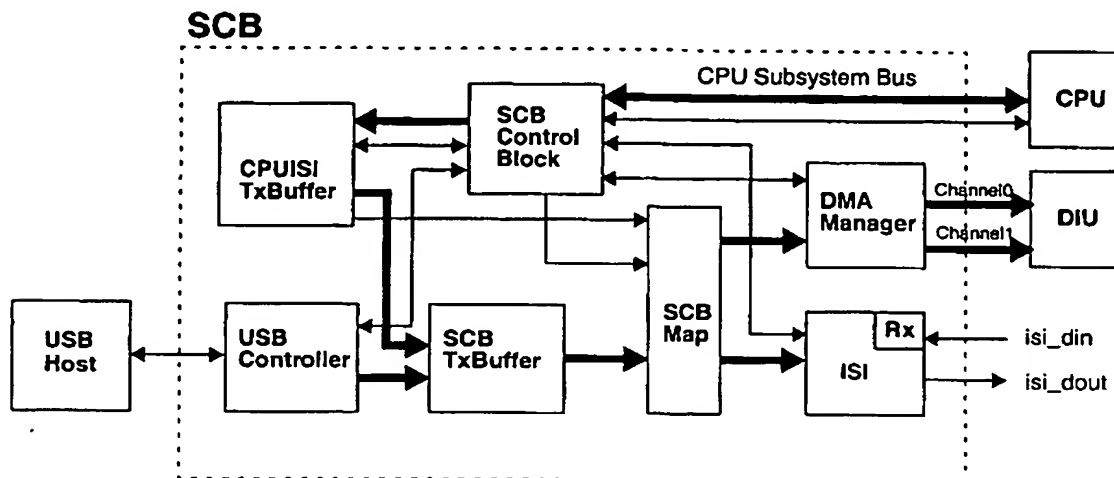 SCB
CPU Subsystem Bus
CPU
SCB
Control
Block
CPUISI
TxBuffer
DMA
Manager
Channel0
Channel1
DIU
SCB
Map
USB
Host
USB
Controller
SCB
TxBuffer
Rx
ISI
isi_din
isi_dout